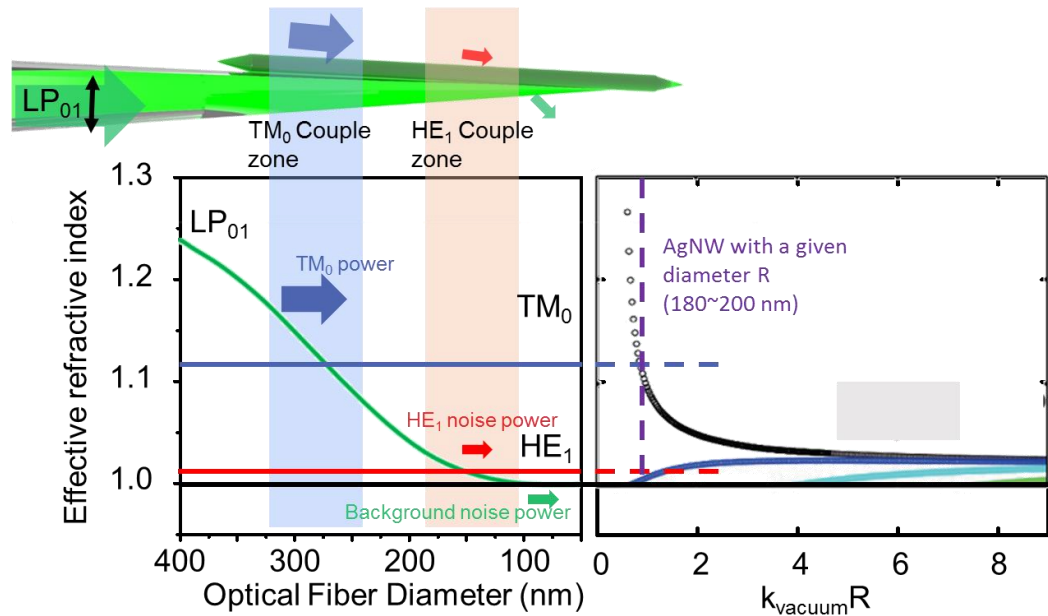 LP01
TM0 Couple
zone
HE1 Couple
zone
Effective refractive index
1.3
1.2
1.1
1.0
LP01
TM0 power
TM0
HE1 noise power
HE1
Background noise power
400
300
200
100
Optical Fiber Diameter (nm)
AgNW with a given
diameter R
(180~200 nm)
0
2
4
6
8
kvacuumR